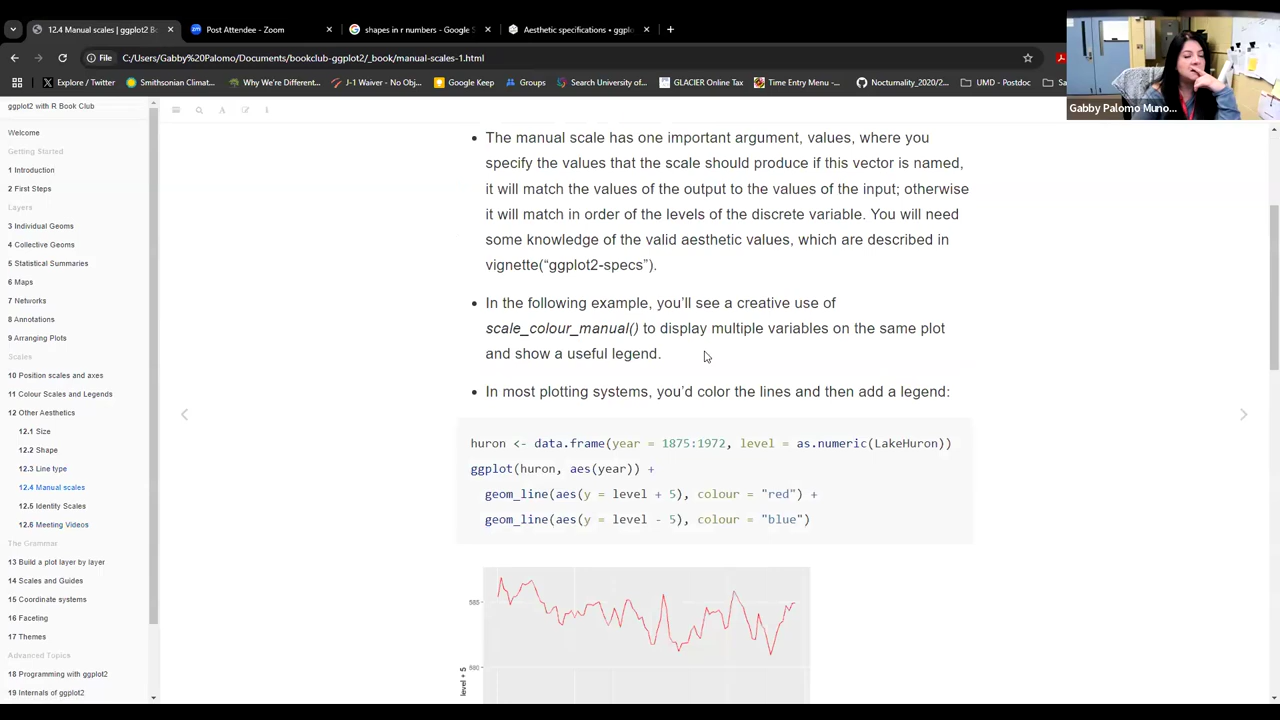 12.4 Manual scales | ggplot2 B
Post Attendee - Zoom
shapes in r numbers - Google S
Aesthetic specifications • ggplo
File
C:/Users/Gabby%20Palomo/Documents/bookclub-ggplot2/_book/manual-scales-1.html
Explore / Twitter
Smithsonian Climat...
Why We're Different...
J-1 Waiver - No Obj...
Google Keep
Groups
Search University of...
GLACIER Online Tac
Time Entry Menu -...
Nocturnality_2020/2...
UMD - Postdoc
Gabby Palomo Muno...
ggplot2 with R Book Club
Welcome
Getting Started
1 Introduction
2 First Steps
Layers
3 Individual Geoms
4 Collective Geoms
5 Statistical Summaries
6 Maps
7 Networks
8 Annotations
9 Arranging Plots
Scales
10 Position scales and axes
11 Colour Scales and Legends
12 Other Aesthetics
12.1 Size
12.2 Shape
12.3 Line type
12.4 Manual scales
12.5 Identity Scales
12.6 Meeting Videos
The Grammar
13 Build a plot layer by layer
14 Scales and Guides
15 Coordinate systems
16 Faceting
17 Themes
Advanced Topics
18 Programming with ggplot2
19 Internals of ggplot2
• The manual scale has one important argument, values, where you
specify the values that the scale should produce if this vector is named,
it will match the values of the output to the values of the input; otherwise
it will match in order of the levels of the discrete variable. You will need
some knowledge of the valid aesthetic values, which are described in
vignette(“ggplot2-specs”).
• In the following example, you’ll see a creative use of
scale_colour_manual() to display multiple variables on the same plot
and show a useful legend.
• In most plotting systems, you’d color the lines and then add a legend:
huron <- data.frame(year = 1875:1972, level = as.numeric(LakeHuron))
ggplot(huron, aes(year)) +
geom_line(aes(y = level + 5), colour = "red") +
geom_line(aes(y = level - 5), colour = "blue")
585
580
level + 5